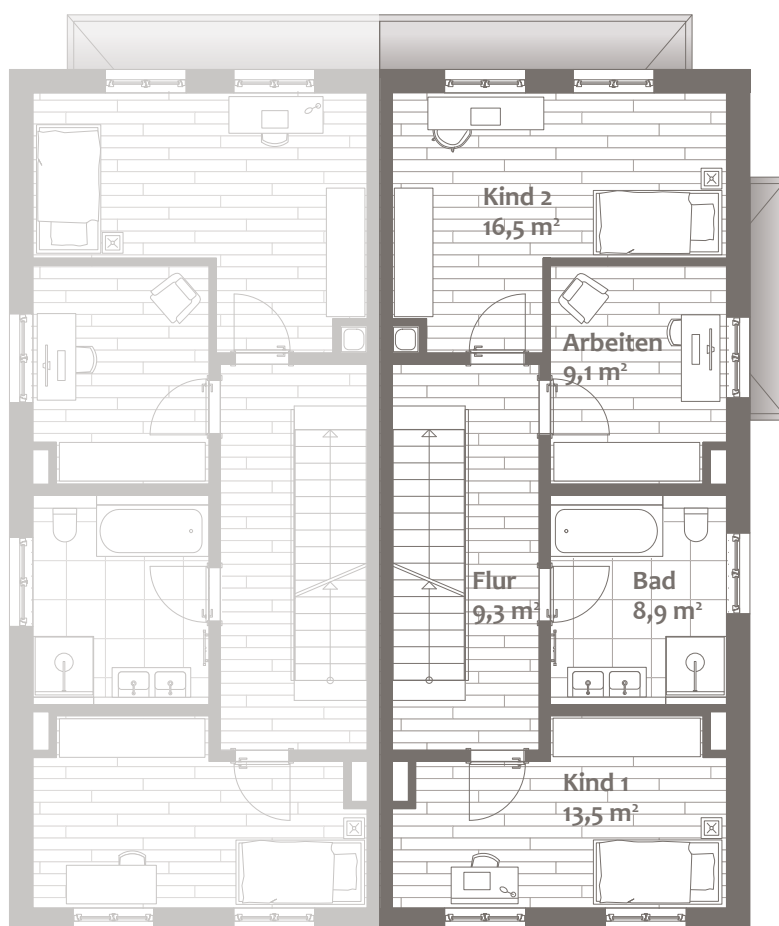 Kind 2
16,5 m²
Arbeiten
9,1 m²
Flur
9,3 m²
Bad
8,9 m²
Kind 1
13,5 m²